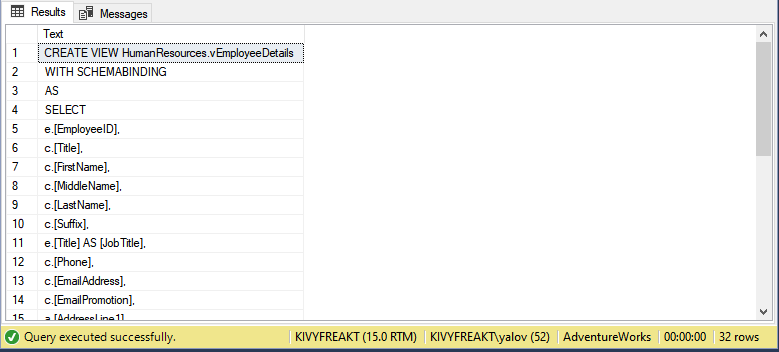 Results Messages
Text
1 CREATE VIEW HumanResources.vEmployeeDetails
2 WITH SCHEMABINDING
3 AS
4 SELECT
5 e.[EmployeeID],
6 c.[Title],
7 c.[FirstName],
8 c.[MiddleName],
9 c.[LastName],
10 c.[Suffix],
11 e.[Title] AS [JobTitle],
12 c.[Phone],
13 c.[EmailAddress],
14 c.[EmailPromotion],
15 a.[AddressLine1],
Query executed successfully. KIVYFREAKT (15.0 RTM) KIVYFREAKT\yalov (52) AdventureWorks 00:00:00 32 rows